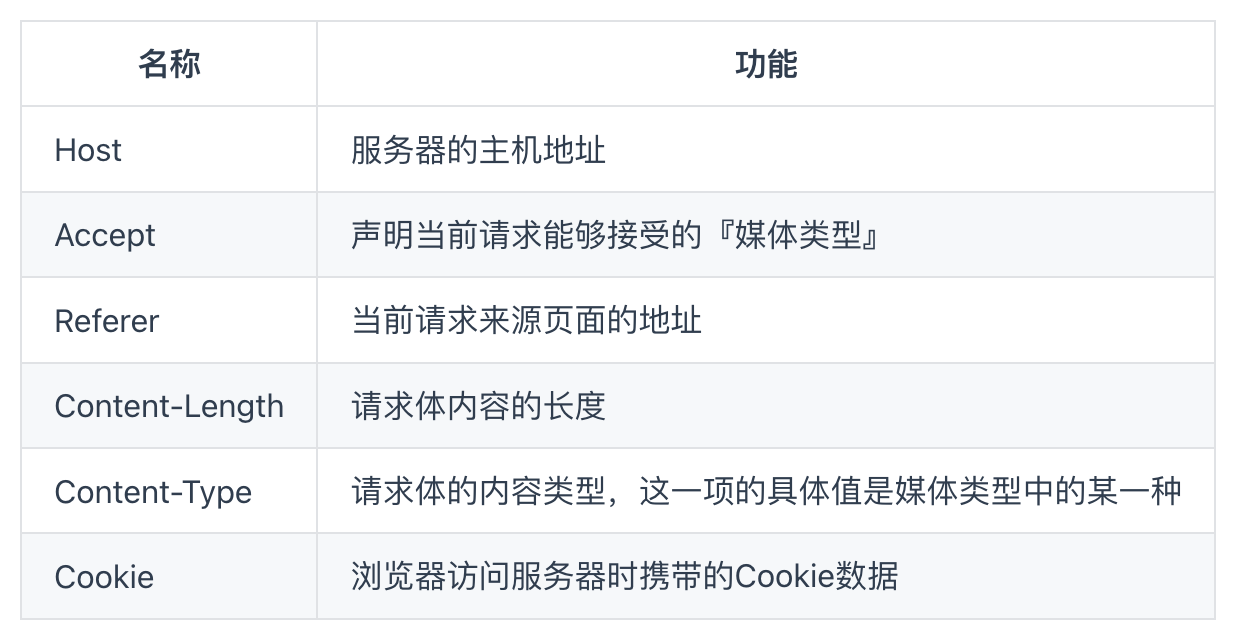 名称 功能
Host 服务器的主机地址
Accept 声明当前请求能够接受的『媒体类型』
Referer 当前请求来源页面的地址
Content-Length 请求体内容的长度
Content-Type 请求体的内容类型，这一项的具体值是媒体类型中的某一种
Cookie 浏览器访问服务器时携带的Cookie数据